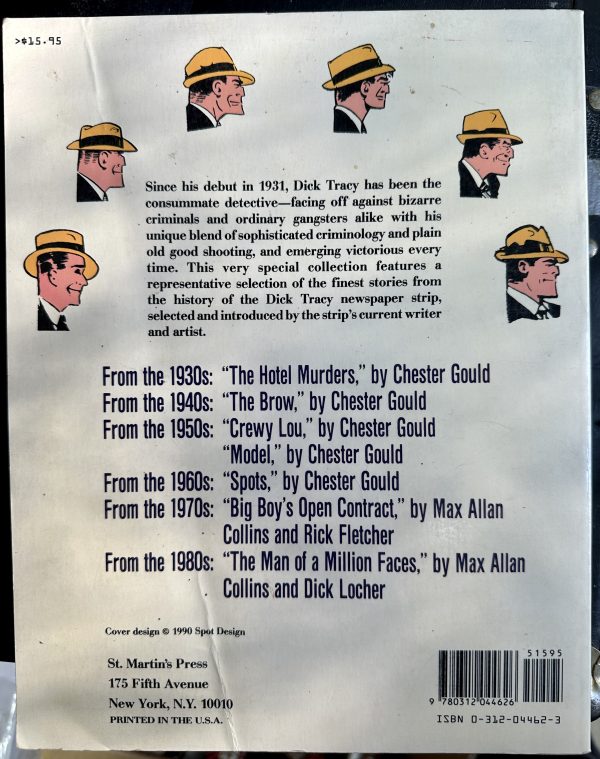 >$15.95
Since his debut in 1931, Dick Tracy has been the
consummate detective—facing off against bizarre
criminals and ordinary gangsters alike with his
unique blend of sophisticated criminology and plain
old good shooting, and emerging victorious every
time. This very special collection features a
representative selection of the finest stories from
the history of the Dick Tracy newspaper strip,
selected and introduced by the strip's current writer
and artist.
From the 1930s: “The Hotel Murders,” by Chester Gould
From the 1940s: “The Brow,” by Chester Gould
From the 1950s: “Crewy Lou,” by Chester Gould
“Model,” by Chester Gould
From the 1960s: “Spots,” by Chester Gould
From the 1970s: “Big Boy's Open Contract,” by Max Allan
Collins and Rick Fletcher
From the 1980s: “The Man of a Million Faces,” by Max Allan
Collins and Dick Locher
Cover design © 1990 Spot Design
St. Martin's Press
175 Fifth Avenue
New York, N.Y. 10010
PRINTED IN THE U.S.A.
51595
9 780312 044626
ISBN 0-312-04462-3